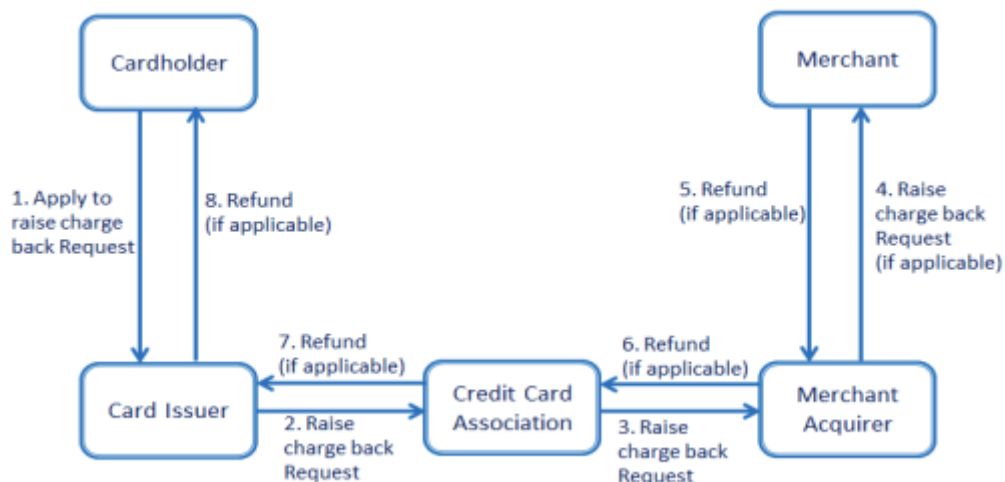 Cardholder
Merchant
1. Apply to
raise charge
back Request
8. Refund
(if applicable)
5. Refund
(if applicable)
4. Raise
charge back
Request
(if applicable)
7. Refund
(if applicable)
6. Refund
(if applicable)
Card Issuer
Credit Card
Association
Merchant
Acquirer
2. Raise
charge back
Request
3. Raise
charge back
Request